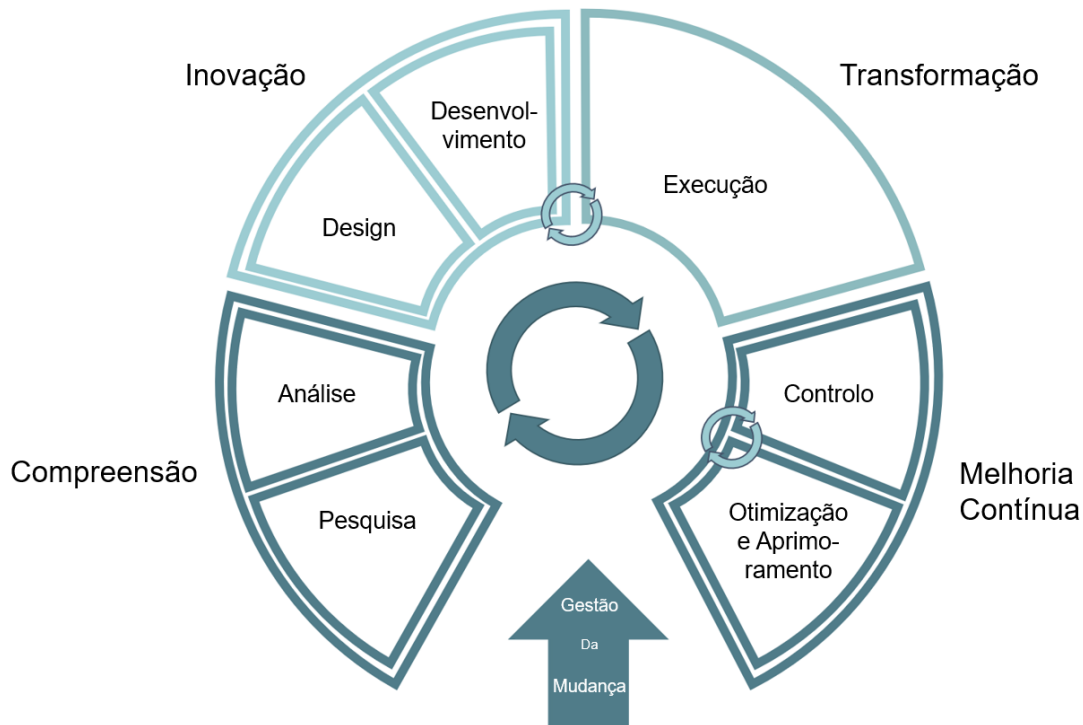 Inovação
Transformação
Desenvol-
vimento
Execução
Design
Análise
Controlo
Compreensão
Melhoria
Contínua
Pesquisa
Otimização
e Aprimo-
ramento
Gestão
Da
Mudança